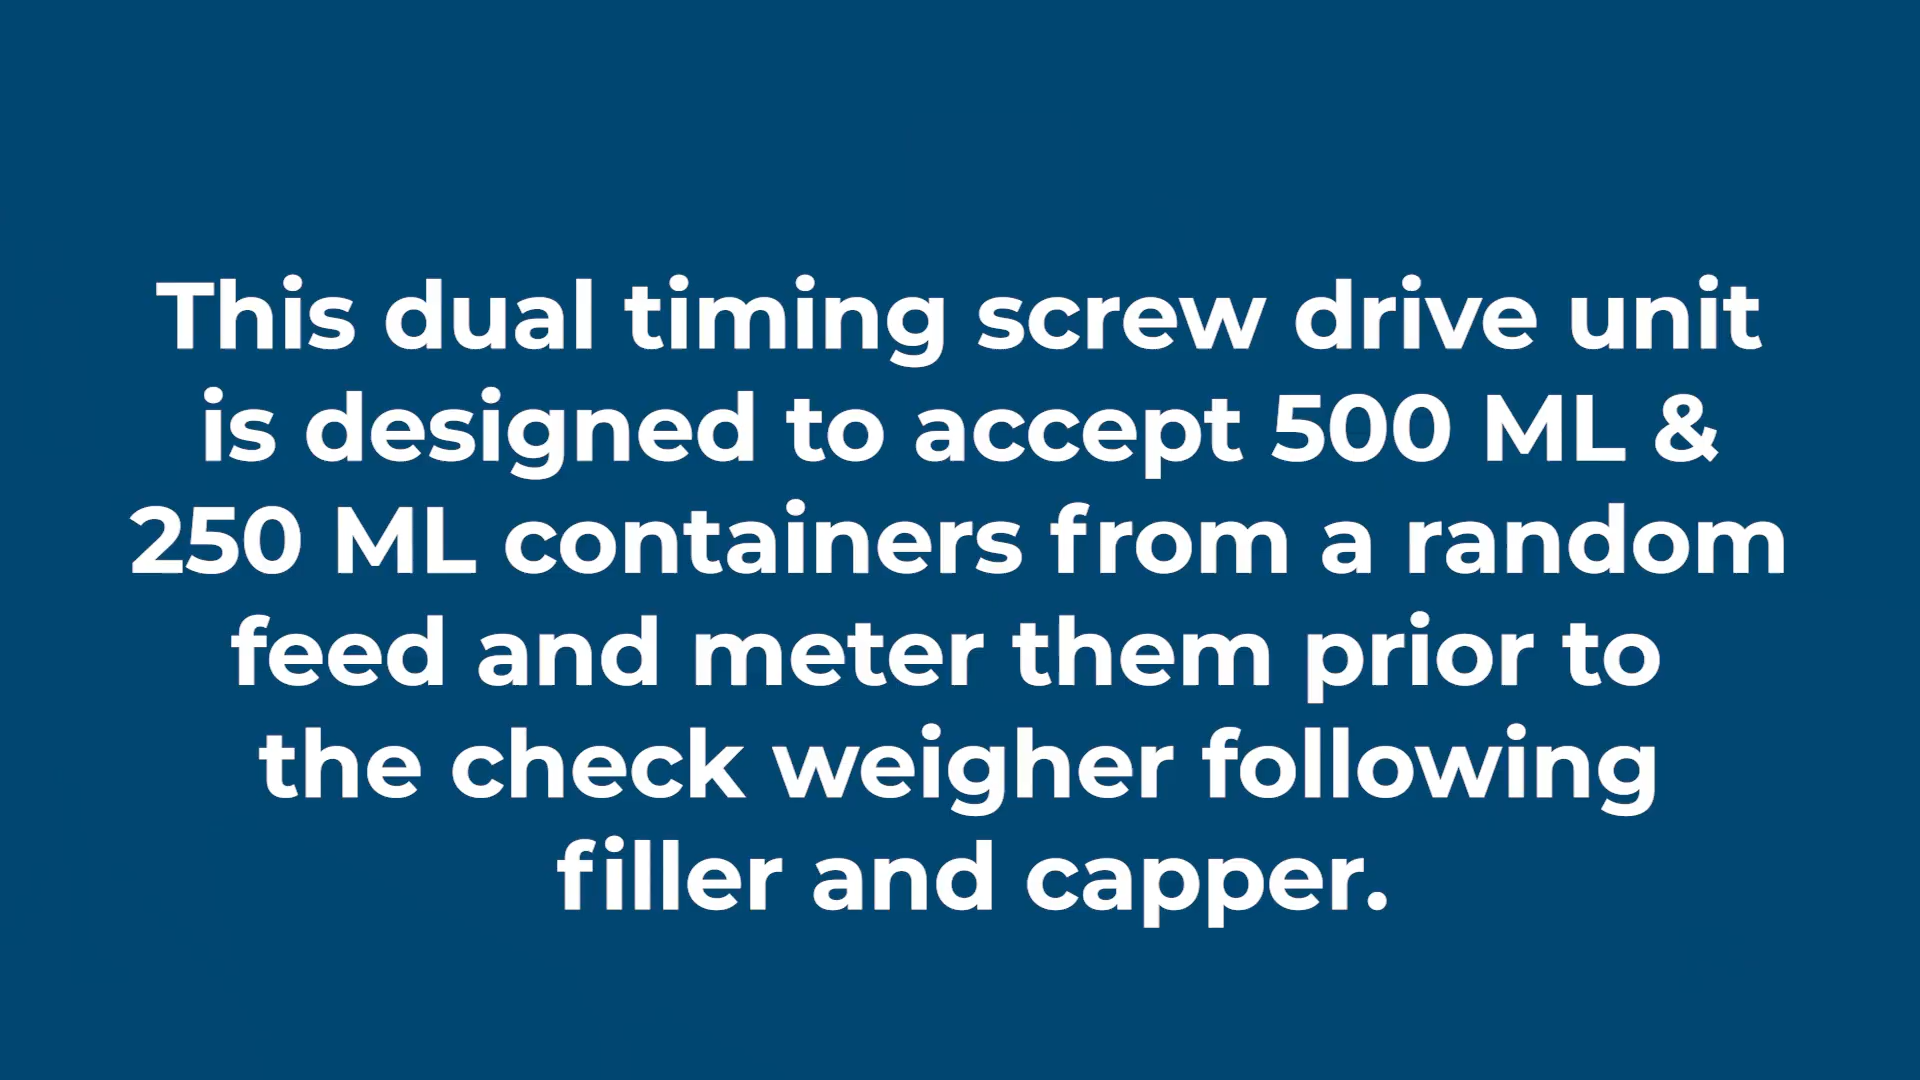 This dual timing screw drive unit
is designed to accept 500 ML &
250 ML containers from a random
feed and meter them prior to
the check weigher following
filler and capper.